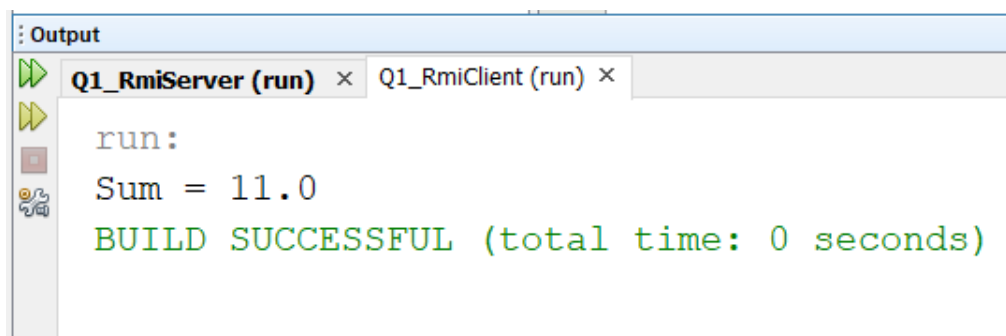 Output
Q1_RmiServer (run) × Q1_RmiClient (run) ×
run:
Sum = 11.0
BUILD SUCCESSFUL (total time: 0 seconds)